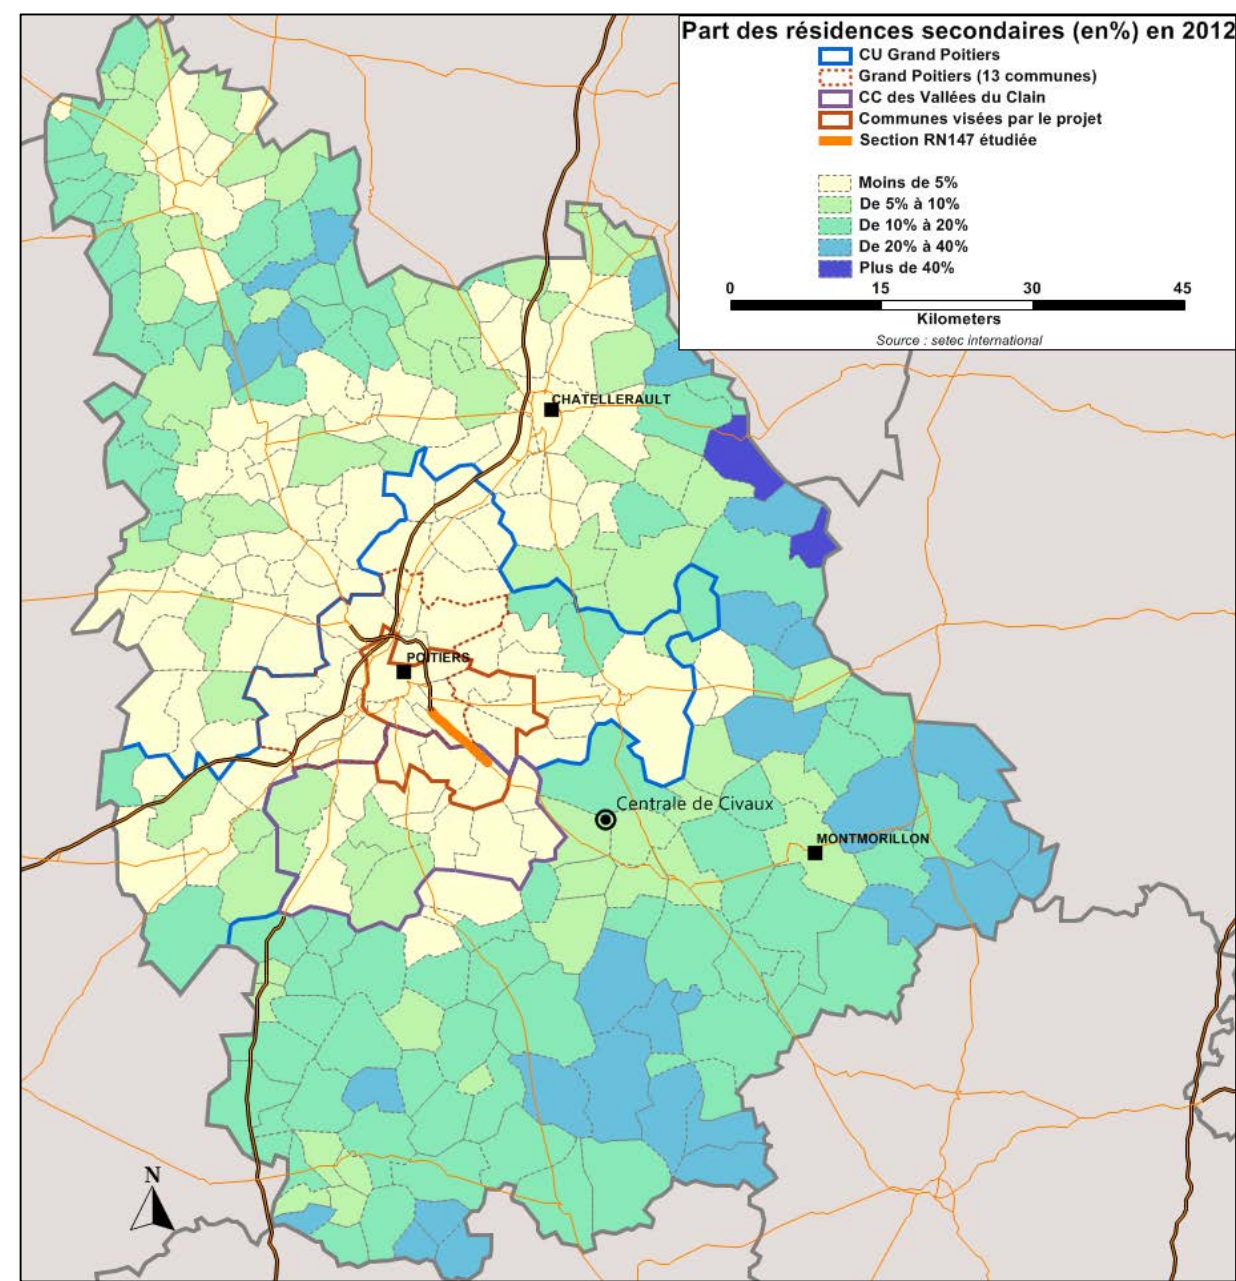 Part des résidences secondaires (en%) en 2012
CU Grand Poitiers
Grand Poitiers (13 communes)
CC des Vallées du Clain
Communes visées par le projet
Section RN147 étudiée
Moins de 5%
De 5% à 10%
De 10% à 20%
De 20% à 40%
Plus de 40%
0 15 30 45
Kilometers
Source : setec international
CHATELLERAULT
POITIERS
Centrale de Civaux
MONTMORILLON
N